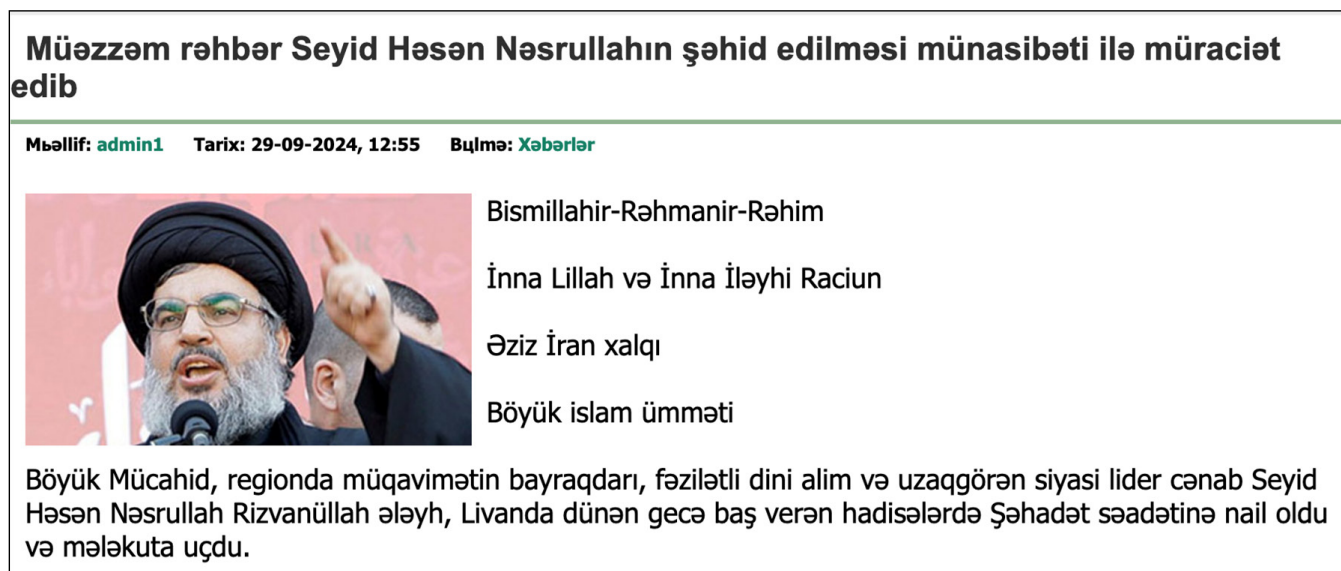 Müəzzəm rəhbər Seyid Həsən Nəsrullahın şəhid edilməsi münasibəti ilə müraciət
edib
Mьəllif: admin1 Tarix: 29-09-2024, 12:55 Bцlmə: Xəbərlər
Bismillahir-Rəhmanir-Rəhim
İnna Lillah və İnna İləyhi Raciun
Əziz İran xalqı
Böyük islam ümməti
Böyük Mücahid, regionda müqavimətin bayraqdarı, fəzilətli dini alim və uzaqgörən siyasi lider cənab Seyid
Həsən Nəsrullah Rizvanüllah ələyh, Livanda dünən gecə baş verən hadisələrdə Şəhadət səadətinə nail oldu
və mələkuta uçdu.